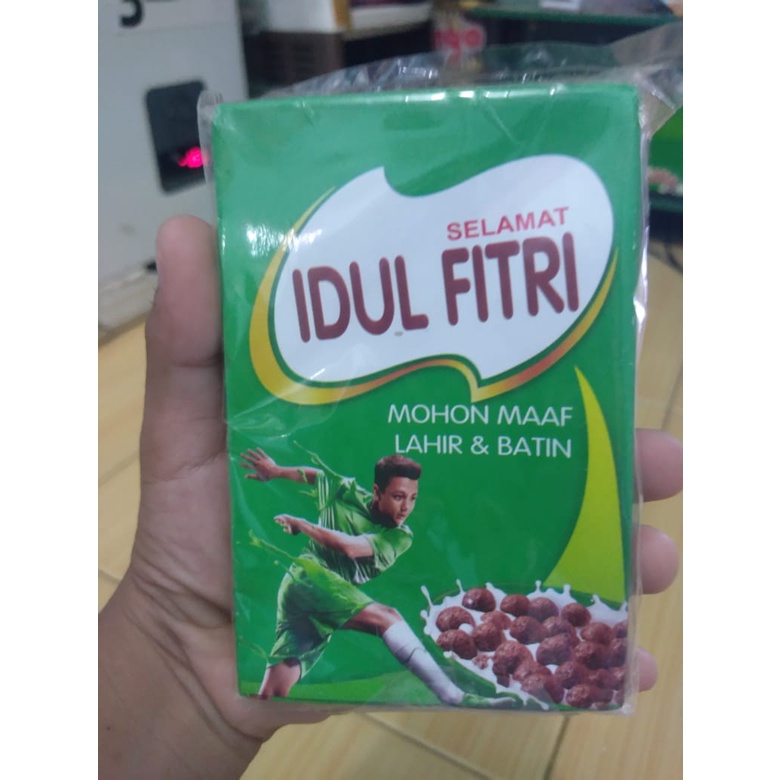 SELAMAT
IDUL FITRI
MOHON MAAF
LAHIR & BATIN